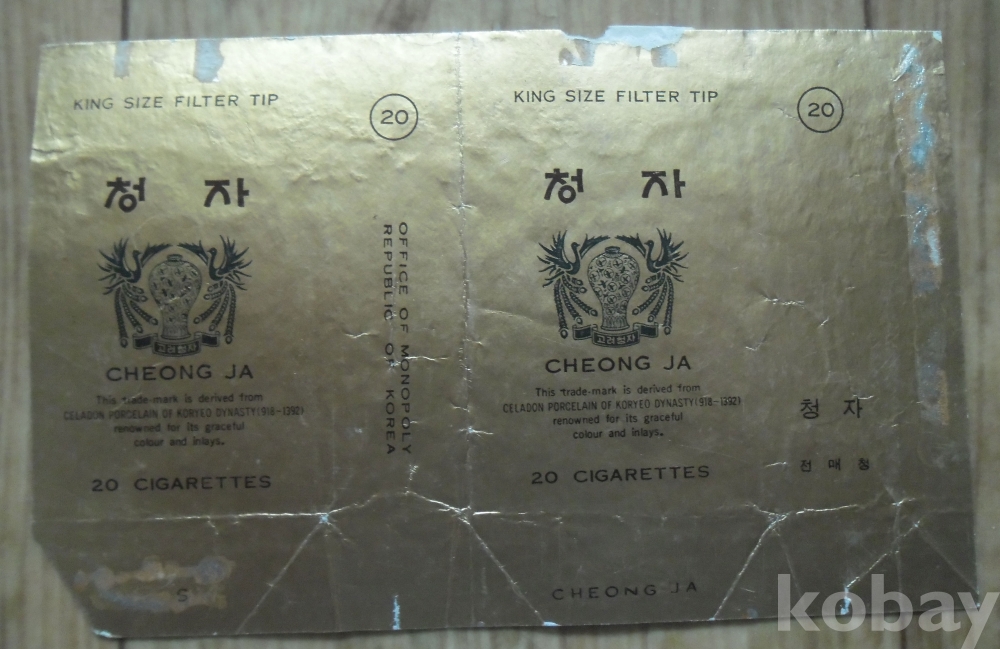 KING SIZE FILTER TIP
20
청 자
고려청자
CHEONG JA
This trade-mark is derived from
CELADON PORCELAIN OF KORYEO DYNASTY(918-1392)
renowned for its graceful
colour and inlays.
20 CIGARETTES
S
OFFICE OF MONOPOLY
REPUBLIC OF KOREA
KING SIZE FILTER TIP
20
청 자
고려청자
CHEONG JA
This trade-mark is derived from
CELADON PORCELAIN OF KORYEO DYNASTY(918-1392)
renowned for its graceful
colour and inlays.
20 CIGARETTES
청 자
전 매 청
CHEONG JA
kobay